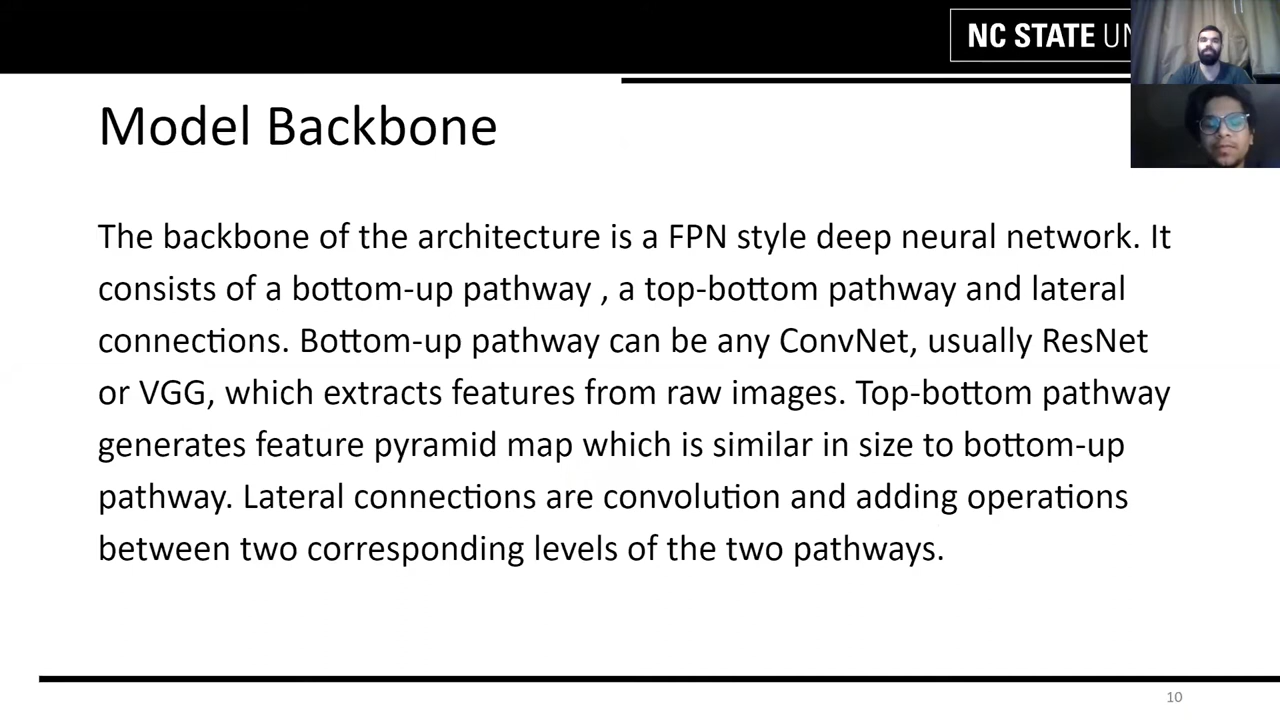 NC STATE UN
Model Backbone
The backbone of the architecture is a FPN style deep neural network. It
consists of a bottom-up pathway , a top-bottom pathway and lateral
connections. Bottom-up pathway can be any ConvNet, usually ResNet
or VGG, which extracts features from raw images. Top-bottom pathway
generates feature pyramid map which is similar in size to bottom-up
pathway. Lateral connections are convolution and adding operations
between two corresponding levels of the two pathways.
10